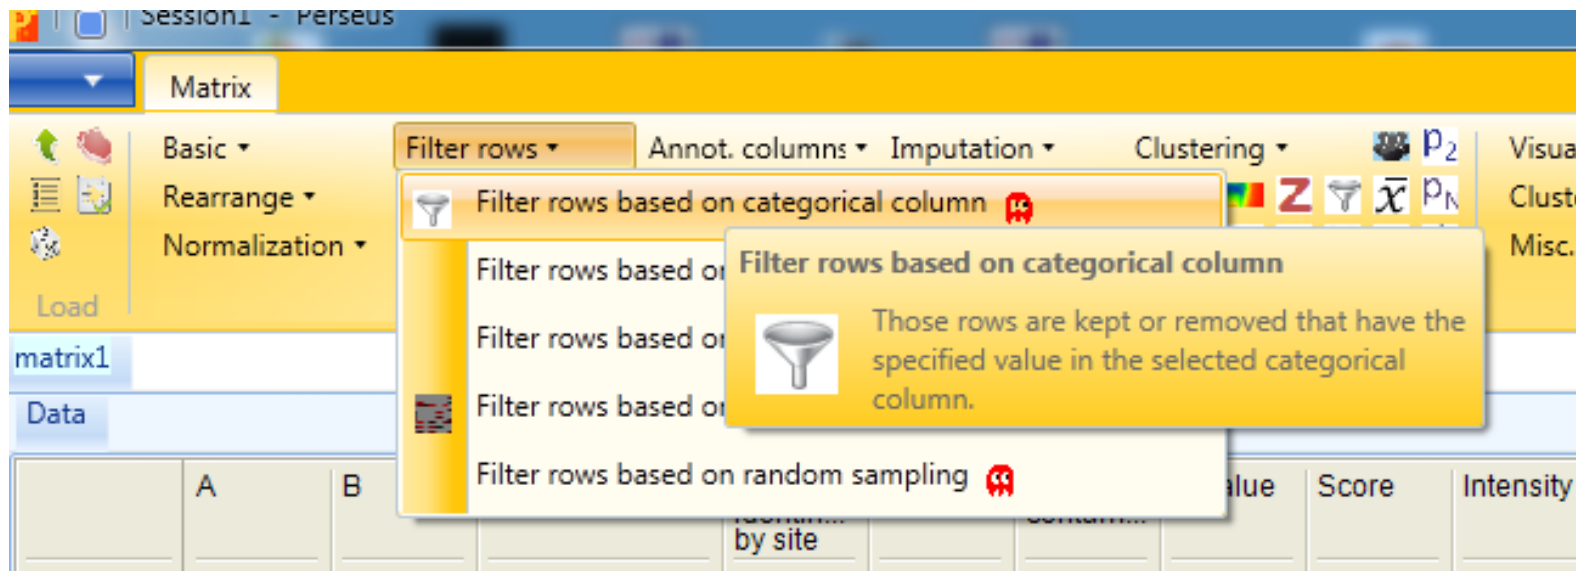 Session1 - Perseus
Matrix
Basic
Filter rows
Annot. columns
Imputation
Clustering
p2
Visua
Rearrange
Filter rows based on categorical column
Z
x̄
pN
Clust
Normalization
Filter rows based o
Filter rows based on categorical column
Misc.
Load
Those rows are kept or removed that have the
specified value in the selected categorical
column.
Filter rows based o
matrix1
Filter rows based o
Data
Filter rows based on random sampling
A
B
alue
Score
Intensity
by site